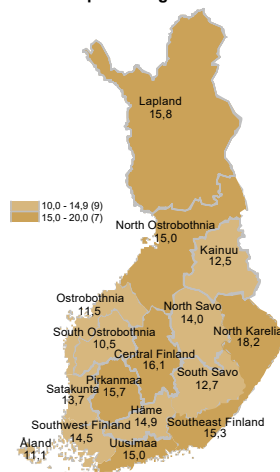 Lapland
15,8
10,0 - 14,9 (9)
15,0 - 20,0 (7)
North Ostrobothnia
15,0
Kainuu
12,5
Ostrobothnia
11,5
North Savo
14,0
South Ostrobothnia
10,5
North Karelia
18,2
Central Finland
16,1
South Savo
12,7
Pirkanmaa
15,7
Satakunta
13,7
Häme
14,9
Southeast Finland
15,3
Southwest Finland
14,5
Uusimaa
15,0
Åland
11,1